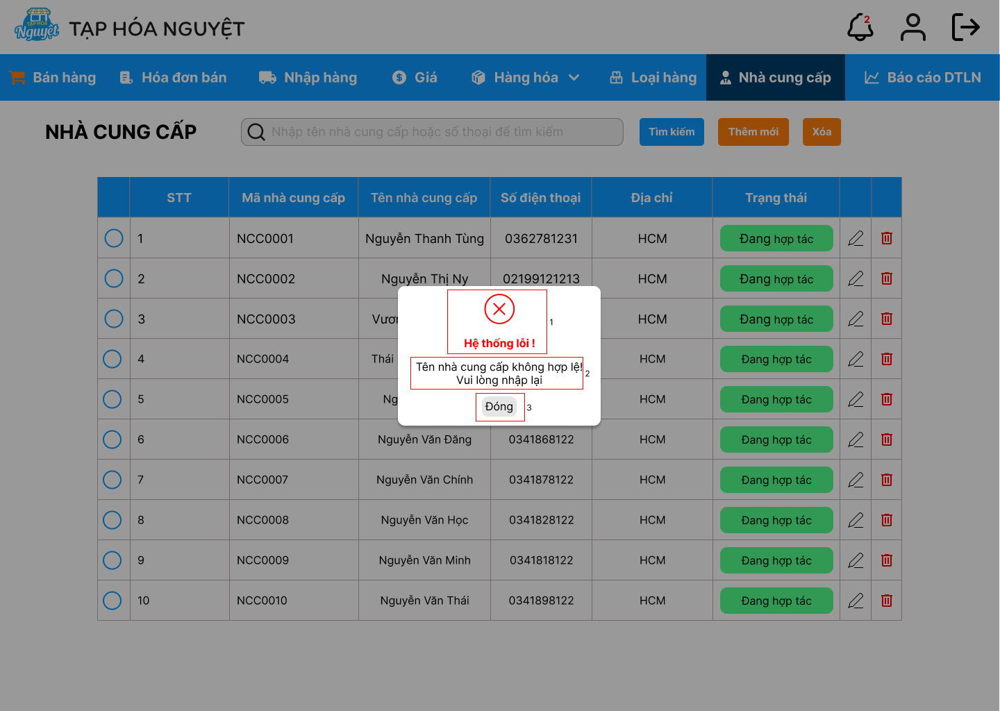 TẠP HÓA
Nguyệt
TẠP HÓA NGUYỆT
2
Bán hàng
Hóa đơn bán
Nhập hàng
Giá
Hàng hóa
Loại hàng
Nhà cung cấp
Báo cáo DTLN
NHÀ CUNG CẤP
Nhập tên nhà cung cấp hoặc số thoại để tìm kiếm
Tìm kiếm
Thêm mới
Xóa
STT Mã nhà cung cấp Tên nhà cung cấp Số điện thoại Địa chỉ Trạng thái
1 NCC0001 Nguyễn Thanh Tùng 0362781231 HCM Đang hợp tác
2 NCC0002 Nguyễn Thị Ny 02199121213 HCM Đang hợp tác
3 NCC0003 HCM Đang hợp tác
4 NCC0004 Thái HCM Đang hợp tác
5 NCC0005 HCM Đang hợp tác
6 NCC0006 Nguyễn Văn Đăng 0341868122 HCM Đang hợp tác
7 NCC0007 Nguyễn Văn Chính 0341878122 HCM Đang hợp tác
8 NCC0008 Nguyễn Văn Học 0341828122 HCM Đang hợp tác
9 NCC0009 Nguyễn Văn Minh 0341818122 HCM Đang hợp tác
10 NCC0010 Nguyễn Văn Thái 0341898122 HCM Đang hợp tác
Hệ thống lỗi !
1
Tên nhà cung cấp không hợp lệ!
Vui lòng nhập lại
2
Đóng
3